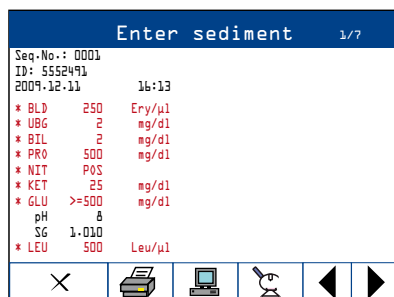 Enter sediment 1/7
Seq.No.: 0001
ID: 5552491
2009.12.11 16:13
* BLD 250 Ery/µl
* UBG 2 mg/dl
* BIL 2 mg/dl
* PRO 500 mg/dl
* NIT POS
* KET 25 mg/dl
* GLU >=500 mg/dl
pH 8
SG 1.010
* LEU 500 Leu/µl